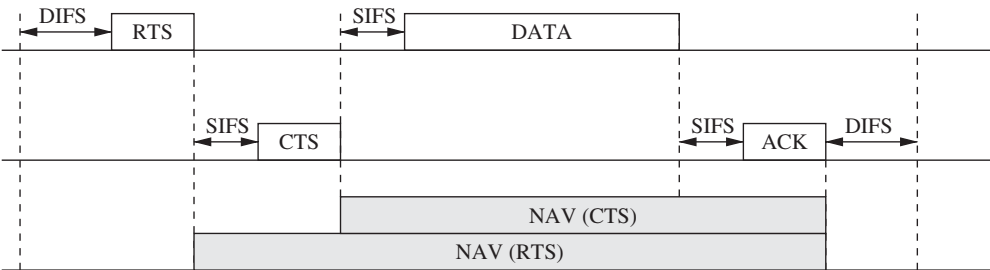 DIFS
RTS
SIFS
DATA
SIFS
CTS
SIFS
ACK
DIFS
NAV (CTS)
NAV (RTS)